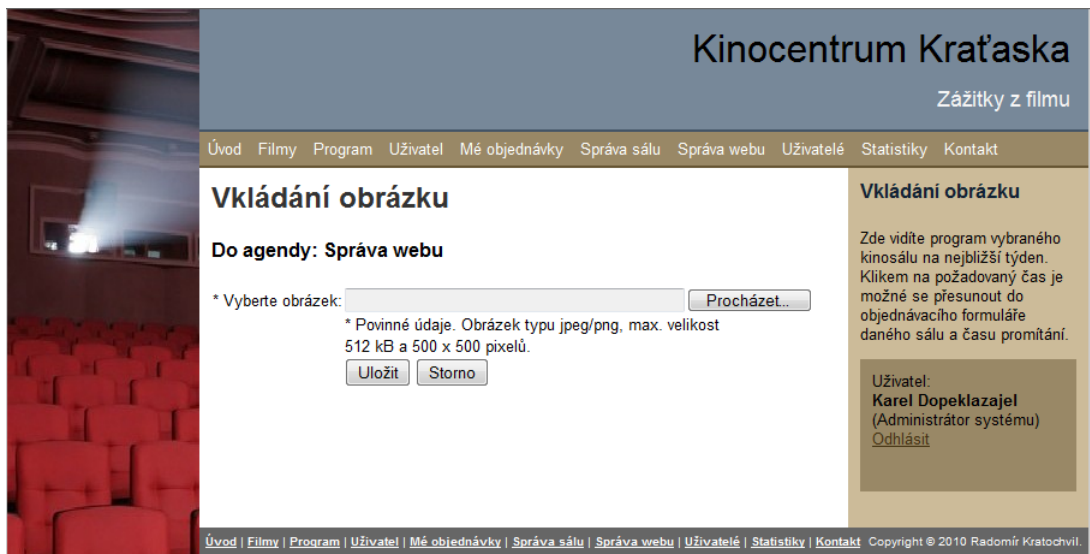 Kinocentrum Kraťaska
Zážitky z filmu
Úvod Filmy Program Uživatel Mé objednávky Správa sálu Správa webu Uživatelé Statistiky Kontakt
Vkládání obrázku
Do agendy: Správa webu
* Vyberte obrázek: Procházet...
* Povinné údaje. Obrázek typu jpeg/png, max. velikost
512 kB a 500 x 500 pixelů.
Uložit Storno
Vkládání obrázku
Zde vidíte program vybraného
kinosálu na nejbližší týden.
Klikem na požadovaný čas je
možné se přesunout do
objednávacího formuláře
daného sálu a času promítání.
Uživatel:
Karel Dopeklazajel
(Administrátor systému)
Odhlásit
Úvod | Filmy | Program | Uživatel | Mé objednávky | Správa sálu | Správa webu | Uživatelé | Statistiky | Kontakt Copyright © 2010 Radomír Kratochvil.